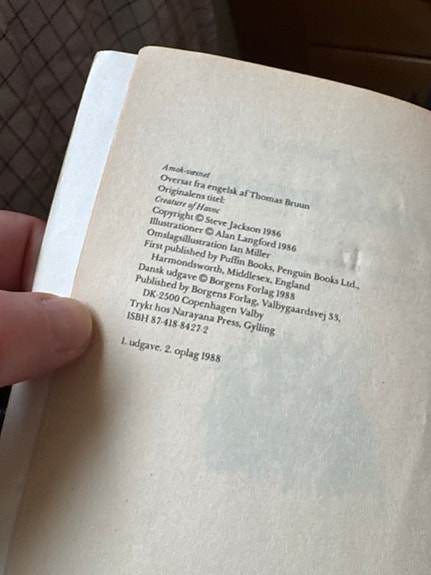 Amok-væsnet
Oversat fra engelsk af Thomas Bruun
Originalens titel:
Creature of Havoc
Copyright © Steve Jackson 1986
Illustrationer © Alan Langford 1986
Omslagsillustration Ian Miller
First published by Puffin Books, Penguin Books Ltd.,
Harmondsworth, Middlesex, England
Dansk udgave © Borgens Forlag 1988
Published by Borgens Forlag, Valbygaardsvej 33,
DK-2500 Copenhagen Valby
Trykt hos Narayana Press, Gylling
ISBN 87-418-8427-2
1. udgave. 2. oplag 1988